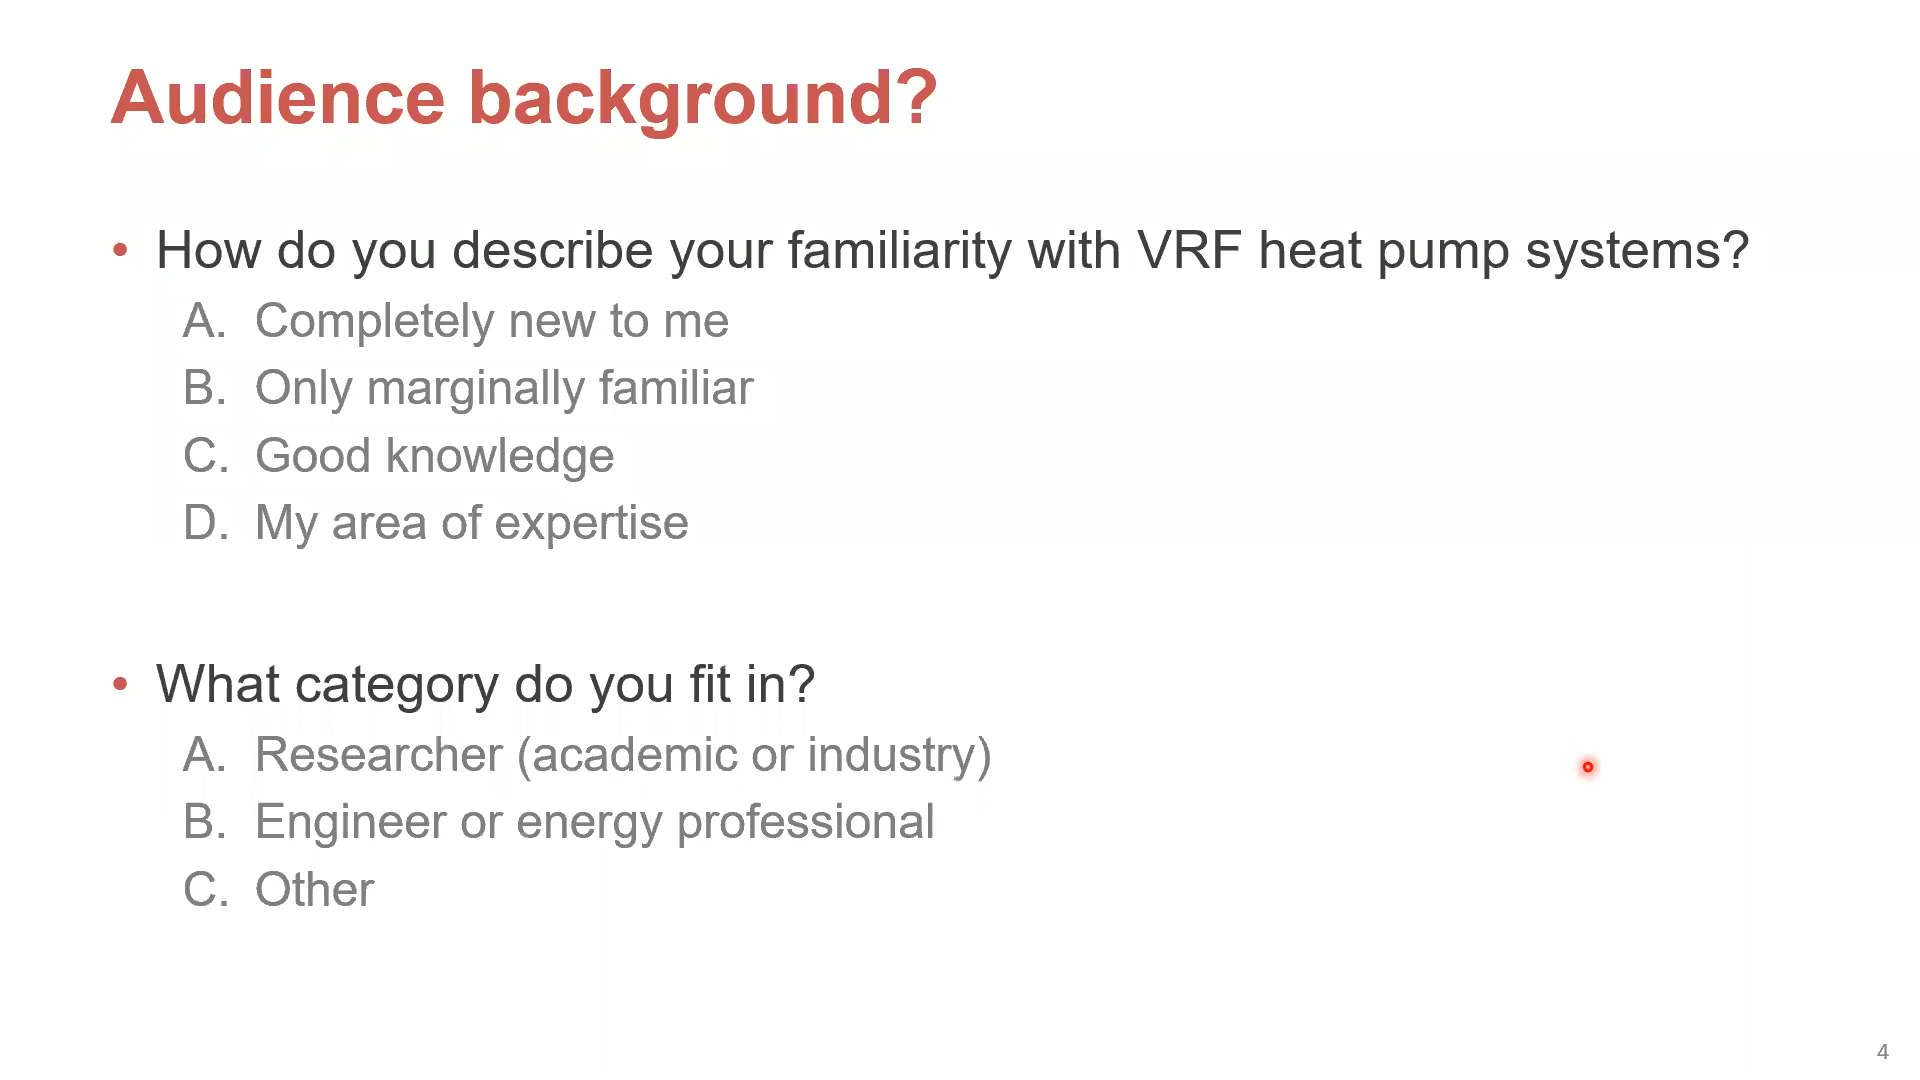 Audience background?
• How do you describe your familiarity with VRF heat pump systems?
A. Completely new to me
B. Only marginally familiar
C. Good knowledge
D. My area of expertise
• What category do you fit in?
A. Researcher (academic or industry)
B. Engineer or energy professional
C. Other
4